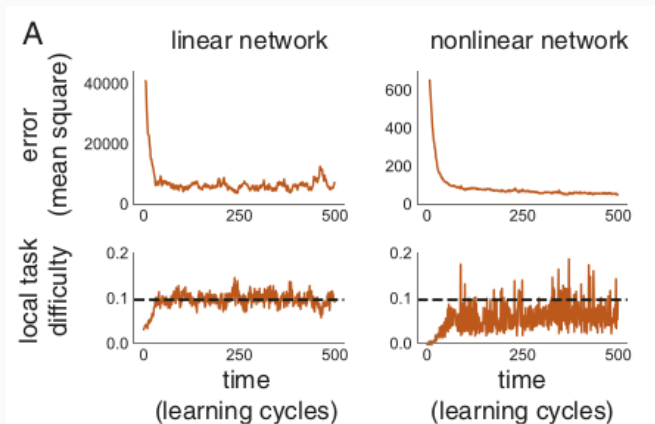 A
linear network
nonlinear network
error
(mean square)
40000
20000
0
0
250
500
600
400
200
0
0
250
500
local task
difficulty
0.2
0.1
0.0
0
250
500
time
(learning cycles)
0.2
0.1
0.0
0
250
500
time
(learning cycles)